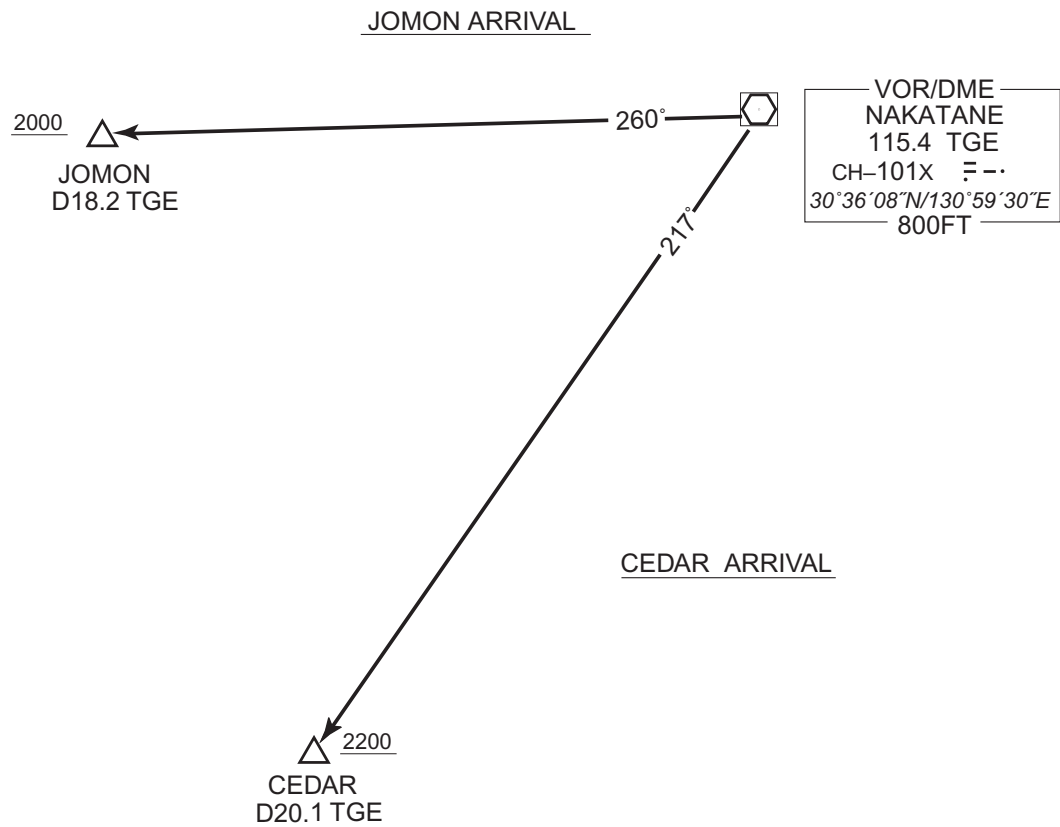 JOMON ARRIVAL
2000
JOMON
D18.2 TGE
260°
VOR/DME
NAKATANE
115.4 TGE
CH–101X
30°36′08″N/130°59′30″E
800FT
217°
CEDAR ARRIVAL
2200
CEDAR
D20.1 TGE